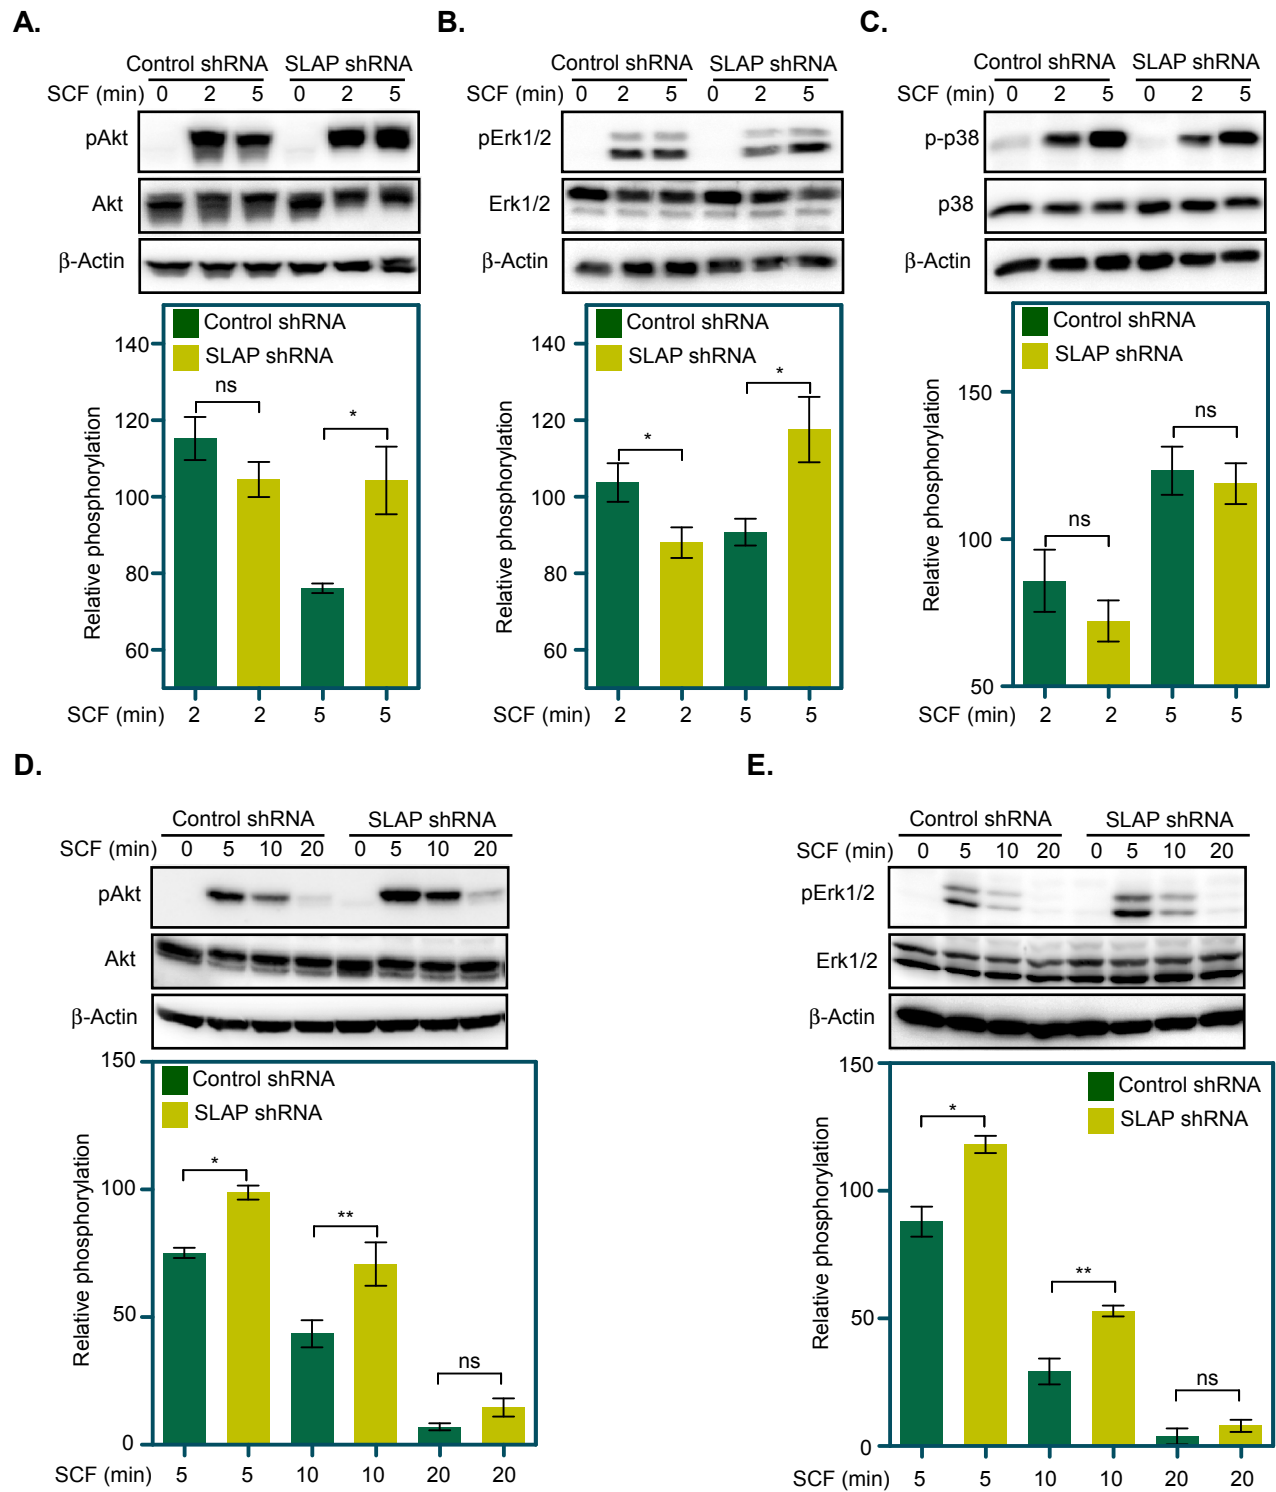 A.
Control shRNA SLAP shRNA
SCF (min) 0 2 5 0 2 5
pAkt
Akt
β-Actin
Control shRNA
SLAP shRNA
140
120
100
80
60
Relative phosphorylation
ns
*
SCF (min) 2 2 5 5
B.
Control shRNA SLAP shRNA
SCF (min) 0 2 5 0 2 5
pErk1/2
Erk1/2
β-Actin
Control shRNA
SLAP shRNA
140
120
100
80
60
Relative phosphorylation
*
*
SCF (min) 2 2 5 5
C.
Control shRNA SLAP shRNA
SCF (min) 0 2 5 0 2 5
p-p38
p38
β-Actin
Control shRNA
SLAP shRNA
150
100
50
Relative phosphorylation
ns
ns
SCF (min) 2 2 5 5
D.
Control shRNA SLAP shRNA
SCF (min) 0 5 10 20 0 5 10 20
pAkt
Akt
β-Actin
Control shRNA
SLAP shRNA
150
100
50
0
Relative phosphorylation
*
**
ns
SCF (min) 5 5 10 10 20 20
E.
Control shRNA SLAP shRNA
SCF (min) 0 5 10 20 0 5 10 20
pErk1/2
Erk1/2
β-Actin
Control shRNA
SLAP shRNA
150
100
50
0
Relative phosphorylation
*
**
ns
SCF (min) 5 5 10 10 20 20